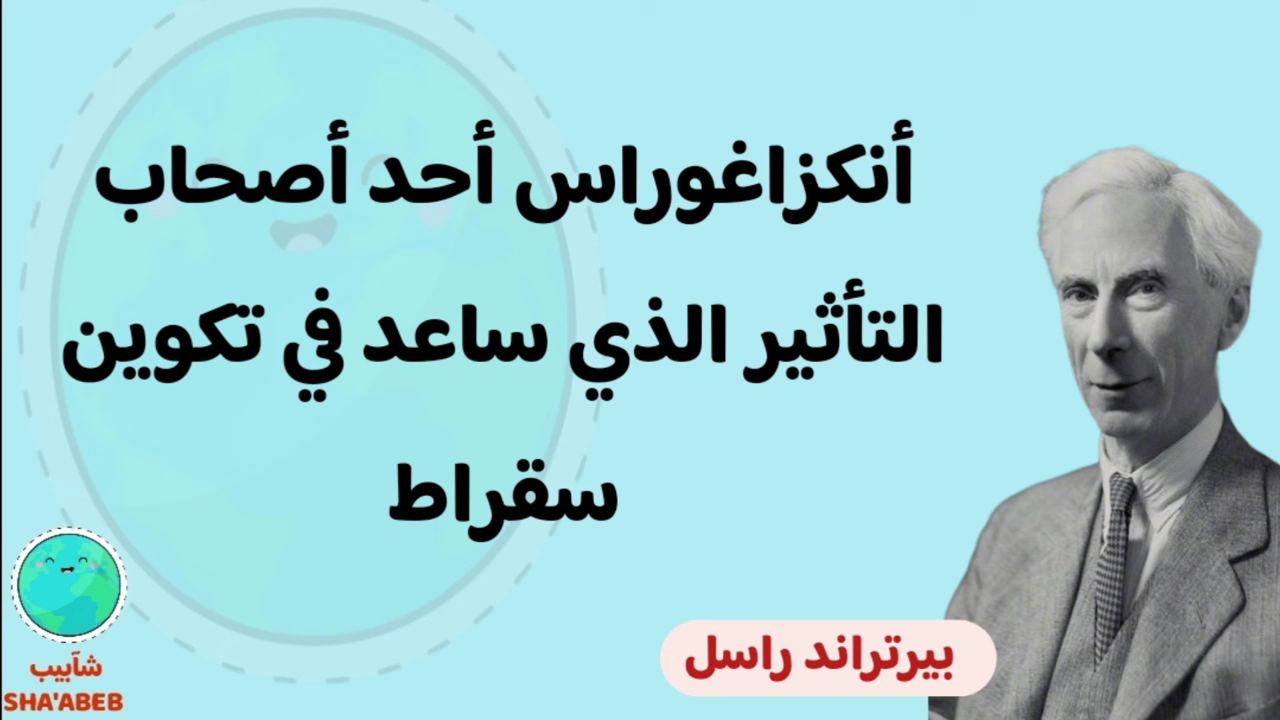 أنكزاغوراس أحد أصحاب
التأثير الذي ساعد في تكوين
سقراط
بيرتراند راسل
شآبيب
SHA'ABEB